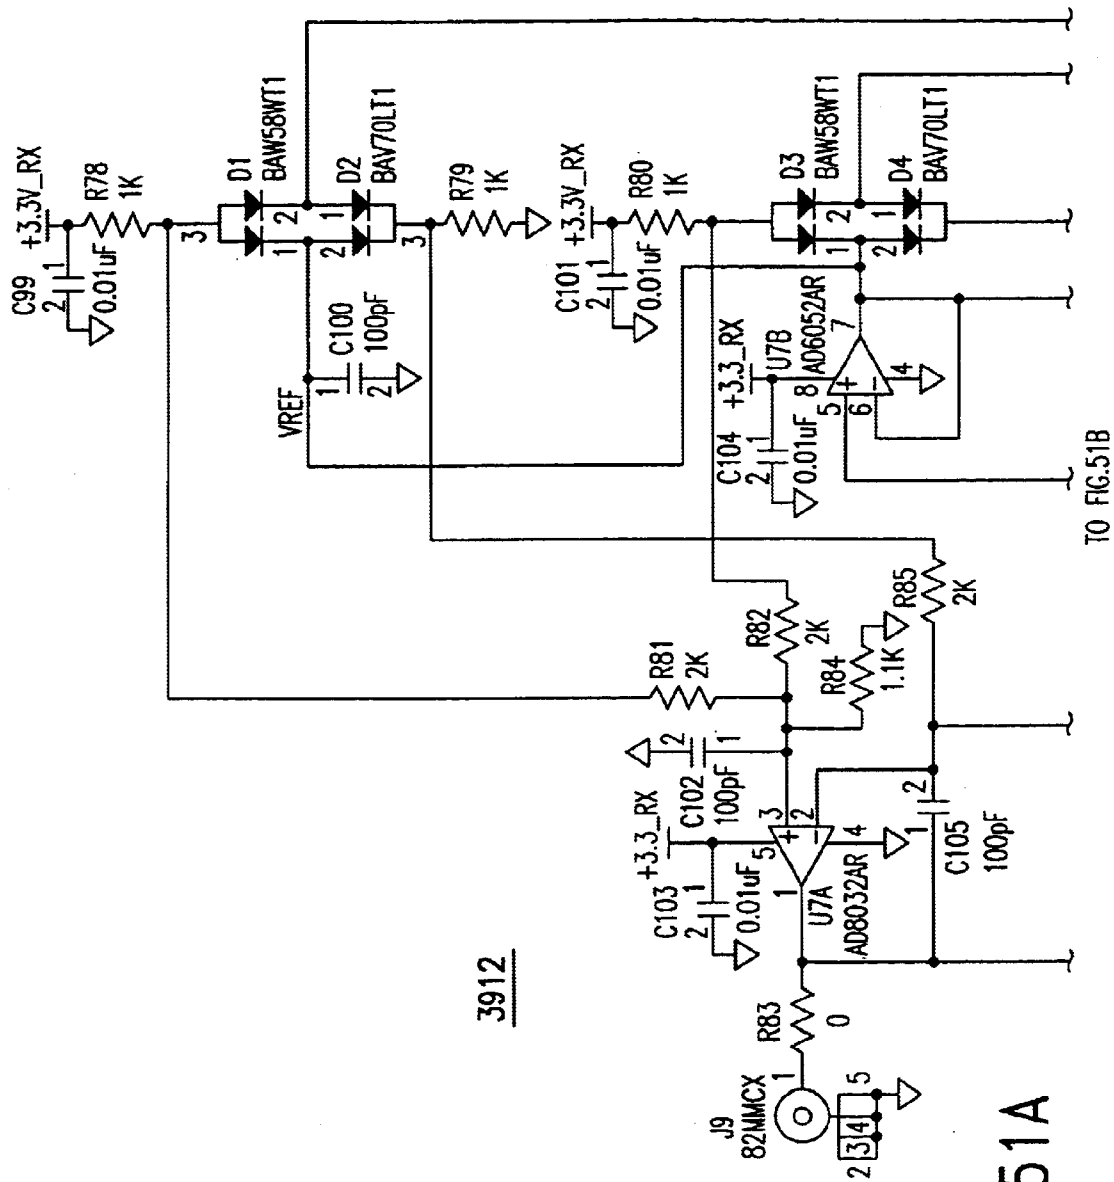 +3.3V_RX
C99
2 1
0.01uF
R78
1K
3
D1
BAW58WT1
1 2
VREF
C100
100pF
1
2
D2
BAV70LT1
2 1
3
R79
1K
+3.3V_RX
C101
2 1
0.01uF
R80
1K
D3
BAW58WT1
1 2
D4
BAV70LT1
2 1
+3.3_RX
C104
2 1
0.01uF
U7B
AD6052AR
8
5
6
7
4
+
-
TO FIG.51B
R81
2K
R82
2K
R84
1.1K
R85
2K
C102
100pF
2
1
+3.3_RX
C103
2 1
0.01uF
3
2
5
1
4
+
-
U7A
AD8032AR
C105
100pF
1 2
3912
R83
0
J9
82MMCX
1
2 3 4 5
51A